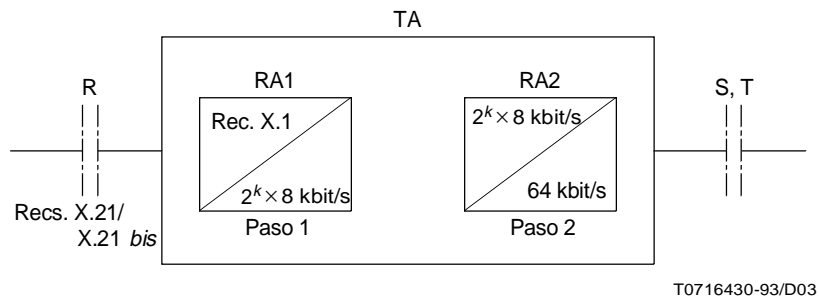 TA
R
RA1
RA2
S, T
Rec. X.1
2^k × 8 kbit/s
2^k × 8 kbit/s
64 kbit/s
Recs. X.21/
X.21 bis
Paso 1
Paso 2
T0716430-93/D03